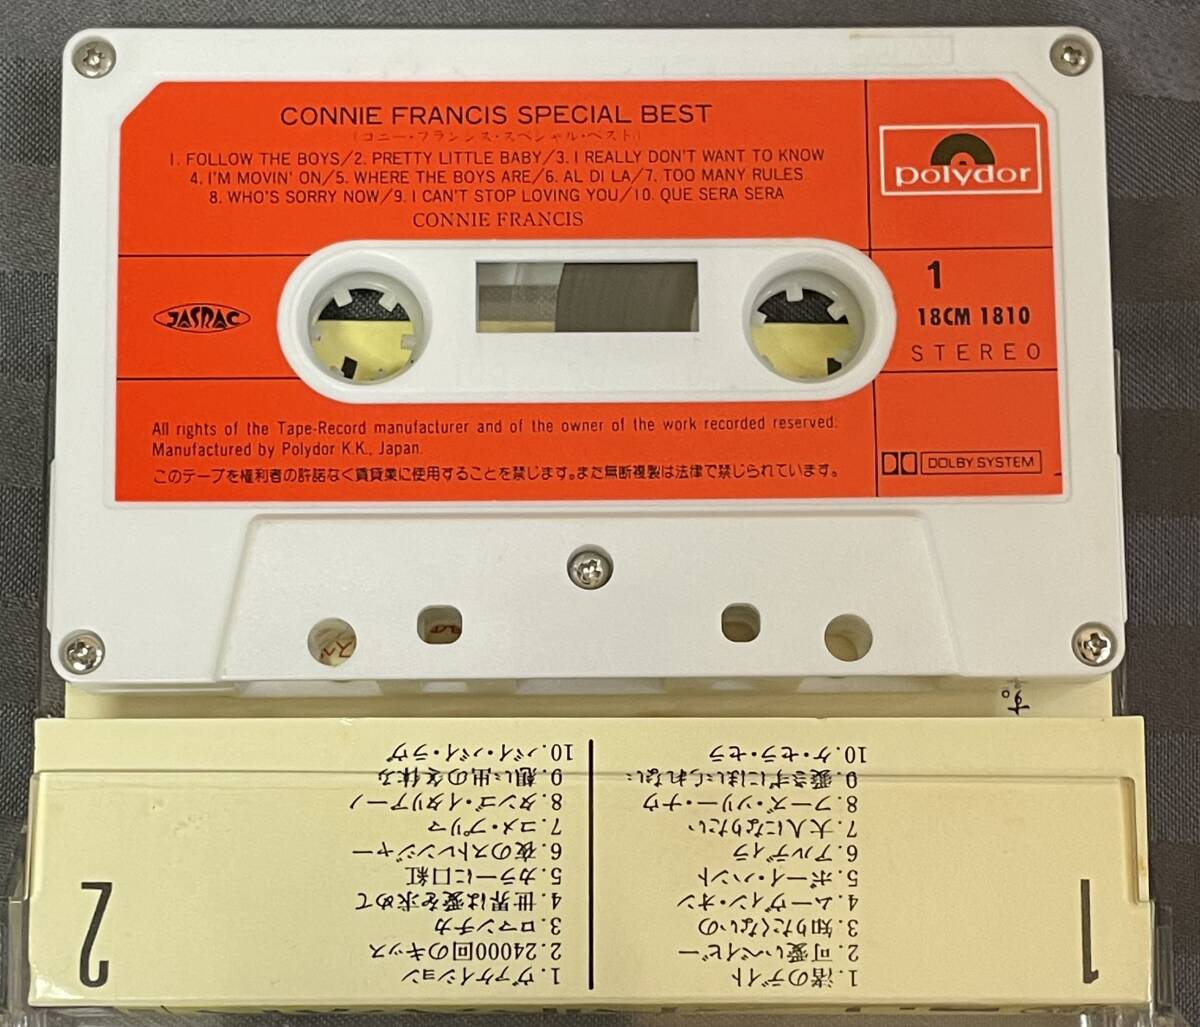 CONNIE FRANCIS SPECIAL BEST
(コニー・フランシス・スペシャル・ベスト)
1. FOLLOW THE BOYS/2. PRETTY LITTLE BABY/3. I REALLY DON'T WANT TO KNOW
4. I'M MOVIN' ON/5. WHERE THE BOYS ARE/6. AL DI LA/7. TOO MANY RULES
8. WHO'S SORRY NOW/9. I CAN'T STOP LOVING YOU/10. QUE SERA SERA
CONNIE FRANCIS
polydor
JASRAC
1
18CM 1810
STEREO
All rights of the Tape-Record manufacturer and of the owner of the work recorded reserved.
Manufactured by Polydor K.K., Japan.
このテープを権利者の許諾なく賃貸業に使用することを禁じます。また無断複製は法律で禁じられています。
DOLBY SYSTEM
す。
1
1. 渚のデイト
2. 可愛いベイビー
3. 知りたくないの
4. ムーヴィン・オン
5. ボーイ・ハント
6. アルディラ
7. 大人になりたい
8. フーズ・ソリー・ナウ
9. 愛さずにはいられない
10. ケ・セラ・セラ
2
1. ヴァケイション
2. 24000回のキッス
3. ロマンチカ
4. 世界は愛を求めて
5. カラーに口紅
6. 夜のストレンジャー
7. コメ・プリマ
8. タンゴ・イタリアーノ
9. 想い出の冬休み
10. バイ・バイ・ラヴ